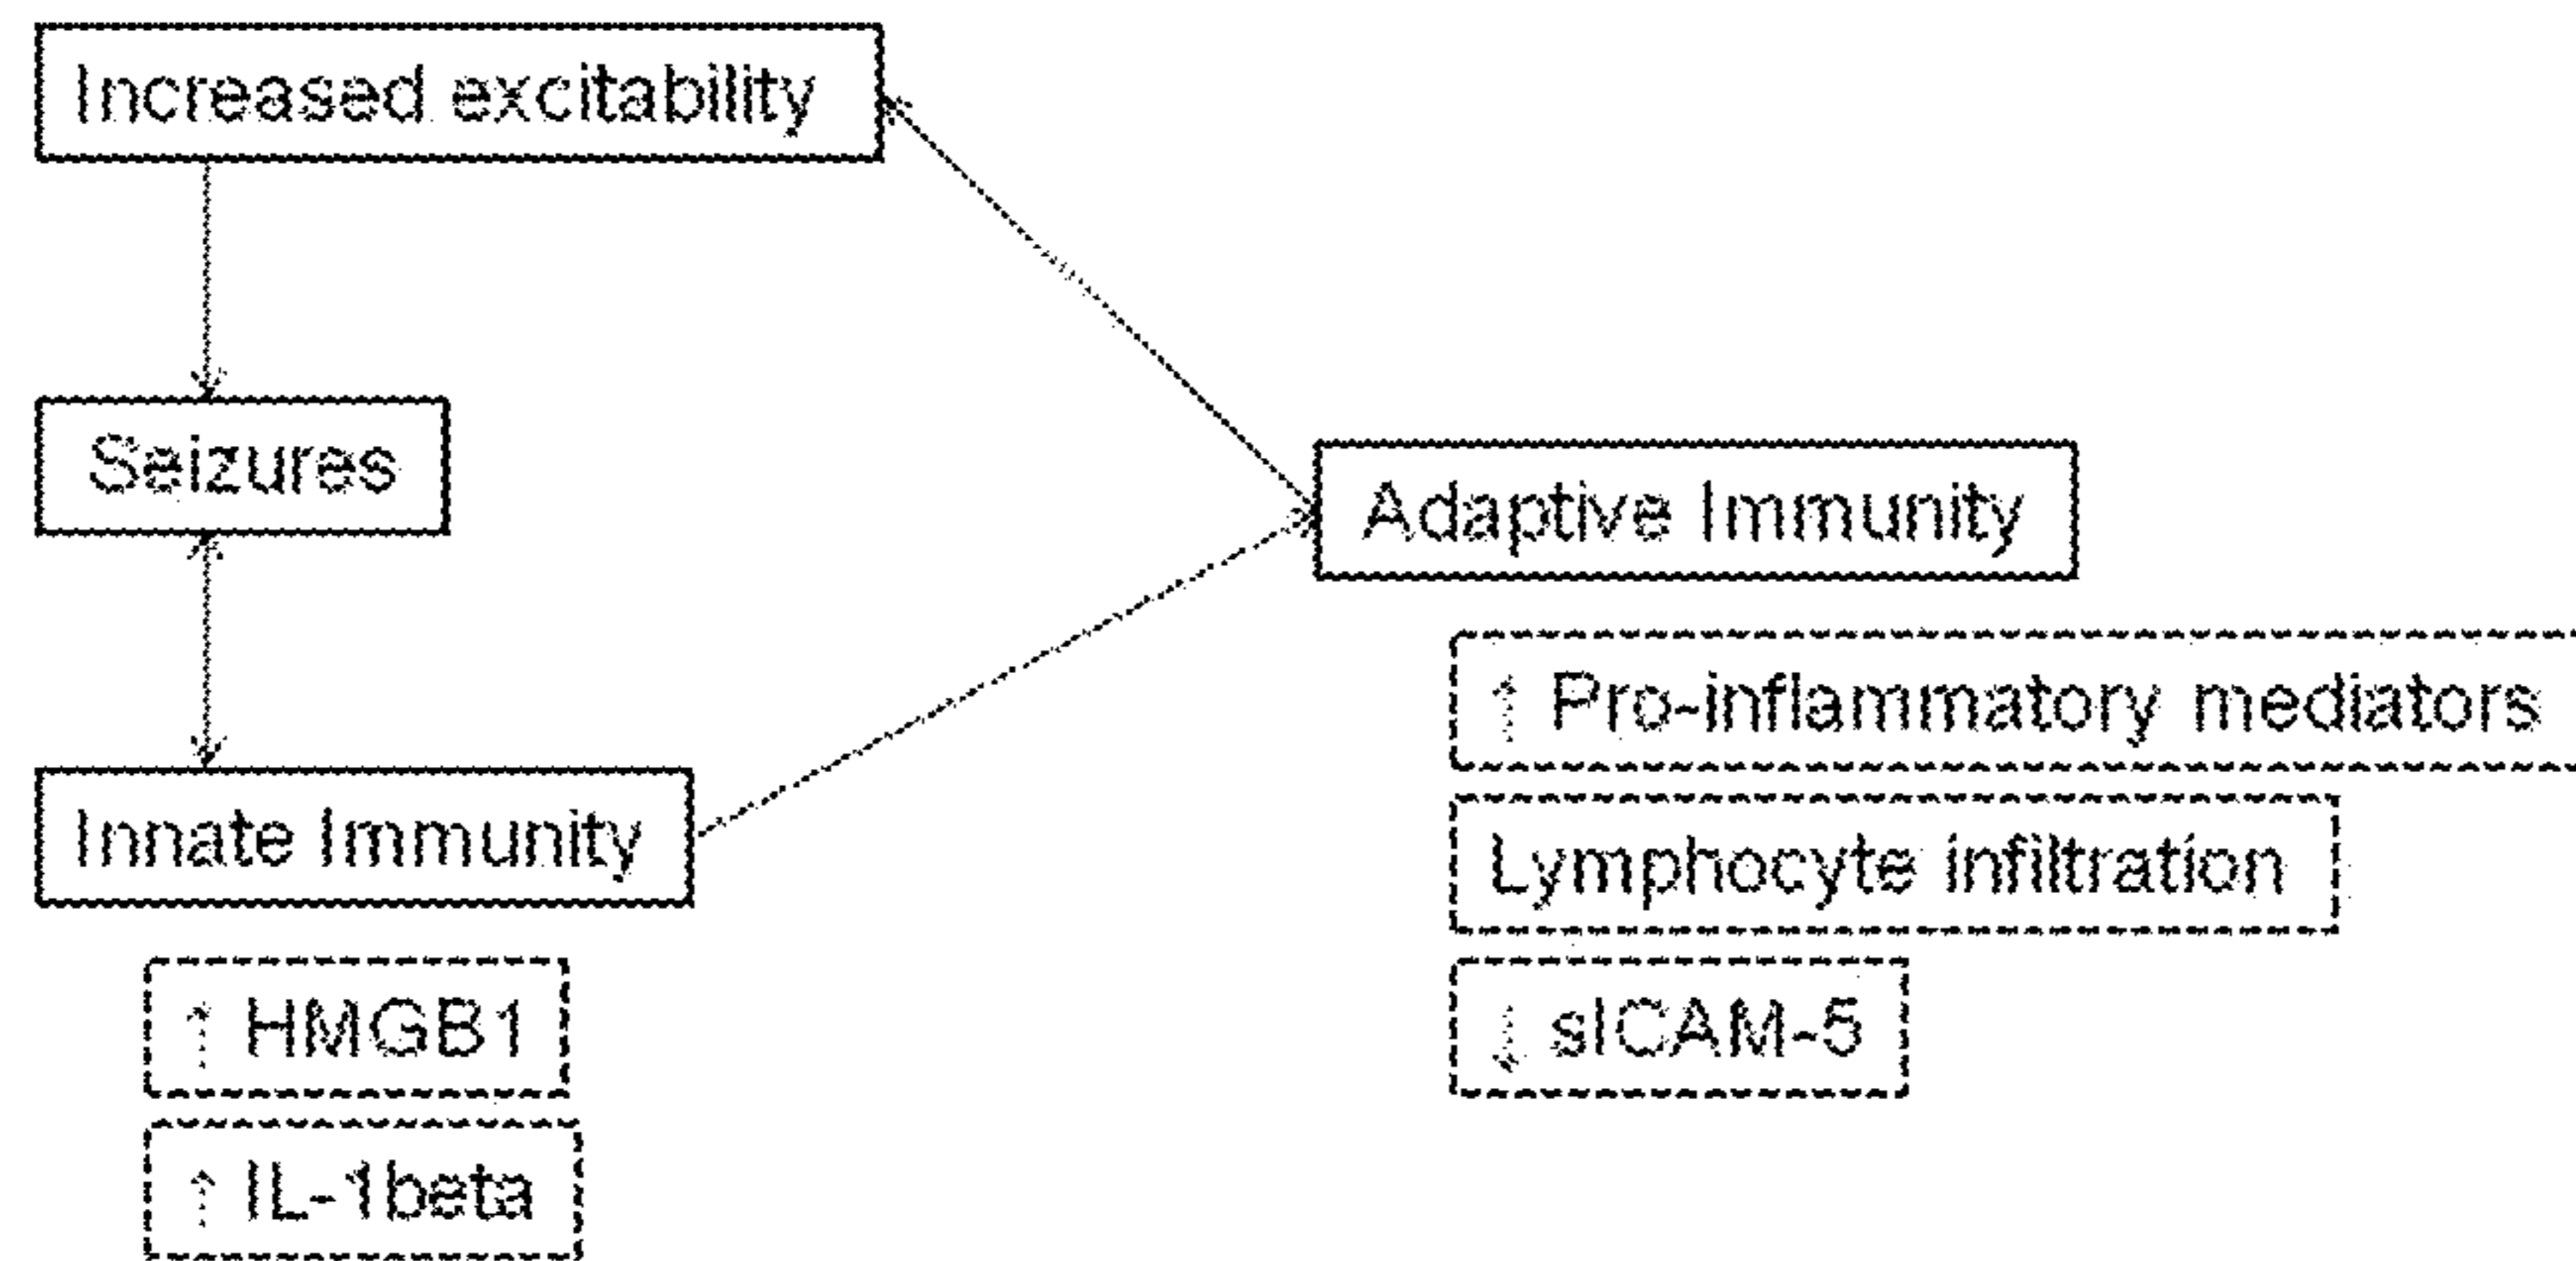 Increased excitability
Seizures
Adaptive Immunity
↑ Pro-inflammatory mediators
Lymphocyte infiltration
↓ sICAM-5
Innate Immunity
↑ HMGB1
↑ IL-1beta